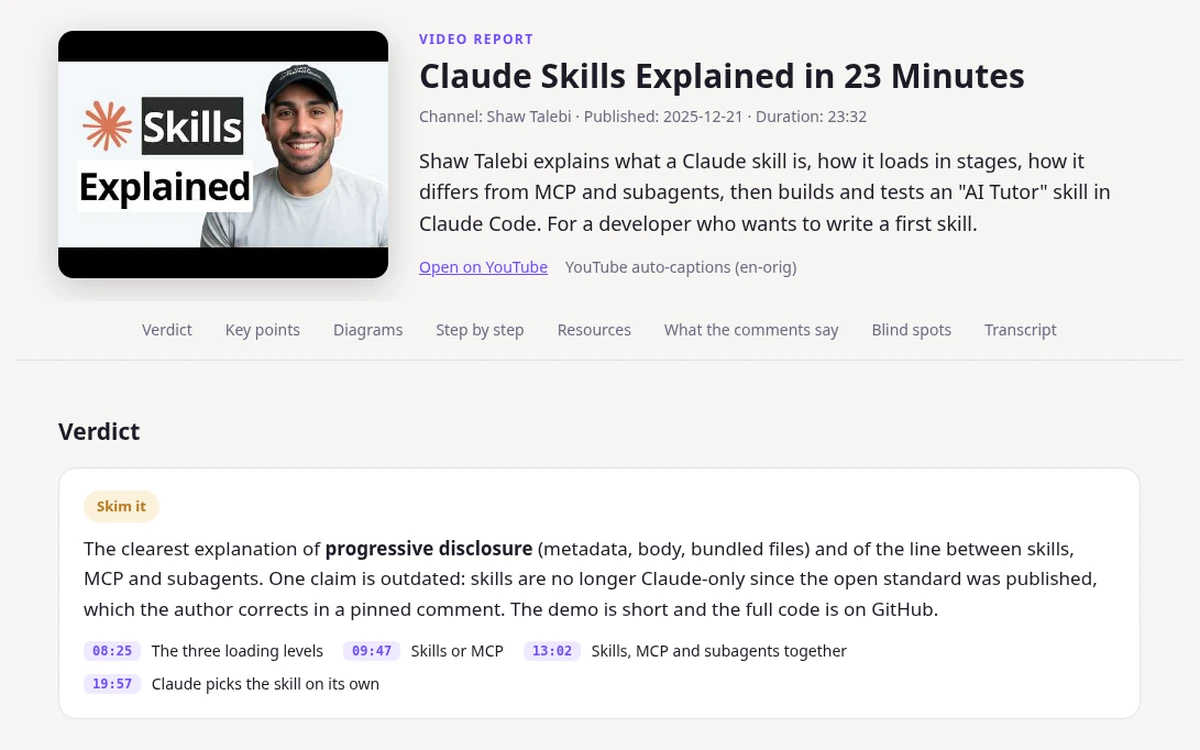 Skills
Explained
VIDEO REPORT
Claude Skills Explained in 23 Minutes
Channel: Shaw Talebi · Published: 2025-12-21 · Duration: 23:32
Shaw Talebi explains what a Claude skill is, how it loads in stages, how it
differs from MCP and subagents, then builds and tests an "AI Tutor" skill in
Claude Code. For a developer who wants to write a first skill.
Open on YouTube YouTube auto-captions (en-orig)
Verdict Key points Diagrams Step by step Resources What the comments say Blind spots Transcript
Verdict
Skim it
The clearest explanation of progressive disclosure (metadata, body, bundled files) and of the line between skills,
MCP and subagents. One claim is outdated: skills are no longer Claude-only since the open standard was published,
which the author corrects in a pinned comment. The demo is short and the full code is on GitHub.
08:25 The three loading levels 09:47 Skills or MCP 13:02 Skills, MCP and subagents together
19:57 Claude picks the skill on its own